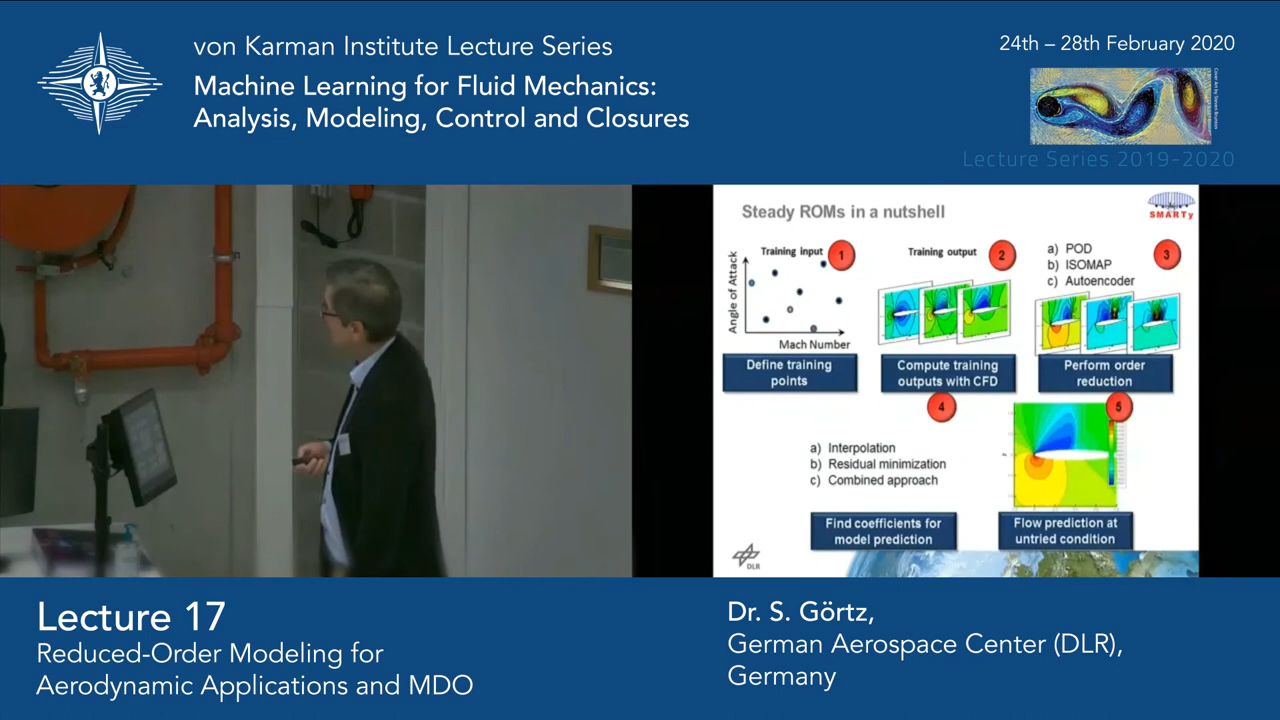 von Karman Institute Lecture Series
Machine Learning for Fluid Mechanics:
Analysis, Modeling, Control and Closures
24th – 28th February 2020
Lecture Series 2019-2020
Steady ROMs in a nutshell
SMARTy
Training input
1
Angle of Attack
Mach Number
Define training
points
Training output
2
Compute training
outputs with CFD
a) POD
b) ISOMAP
c) Autoencoder
3
Perform order
reduction
4
a) Interpolation
b) Residual minimization
c) Combined approach
Find coefficients for
model prediction
5
Flow prediction at
untried condition
DLR
Lecture 17
Reduced-Order Modeling for
Aerodynamic Applications and MDO
Dr. S. Görtz,
German Aerospace Center (DLR),
Germany